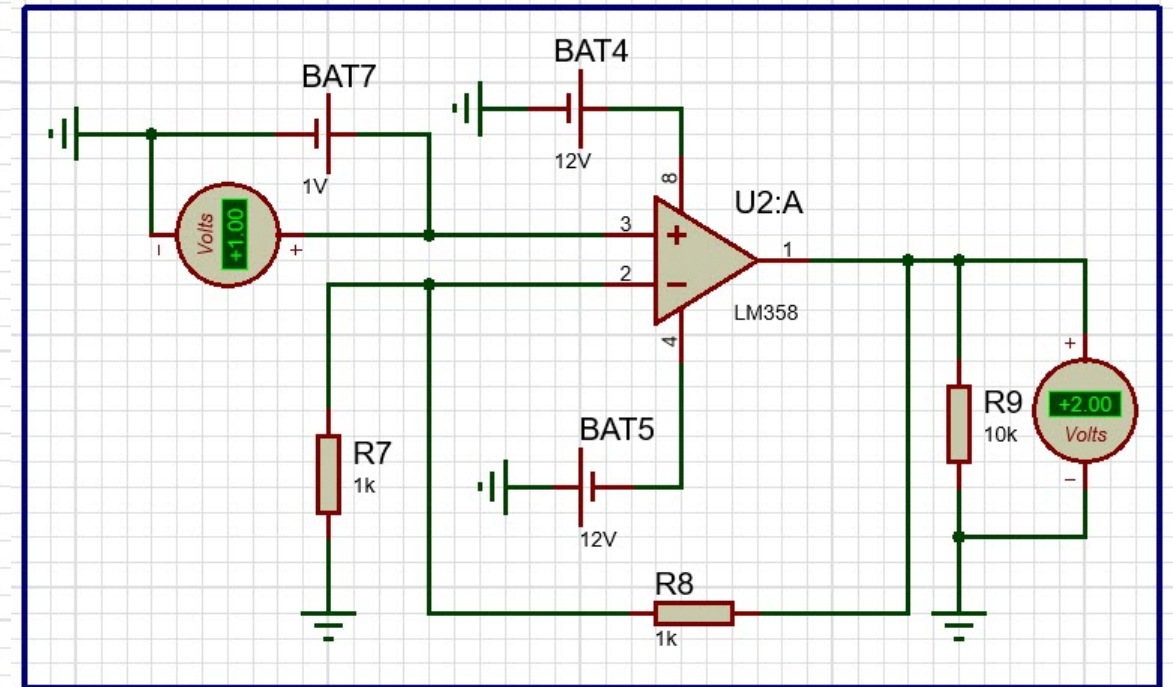 BAT4
BAT7
12V
1V
8
U2:A
Volts
+1.00
3
+
1
-
+
2
-
LM358
4
+
R9
10k
+2.00
Volts
-
BAT5
R7
1k
12V
R8
1k